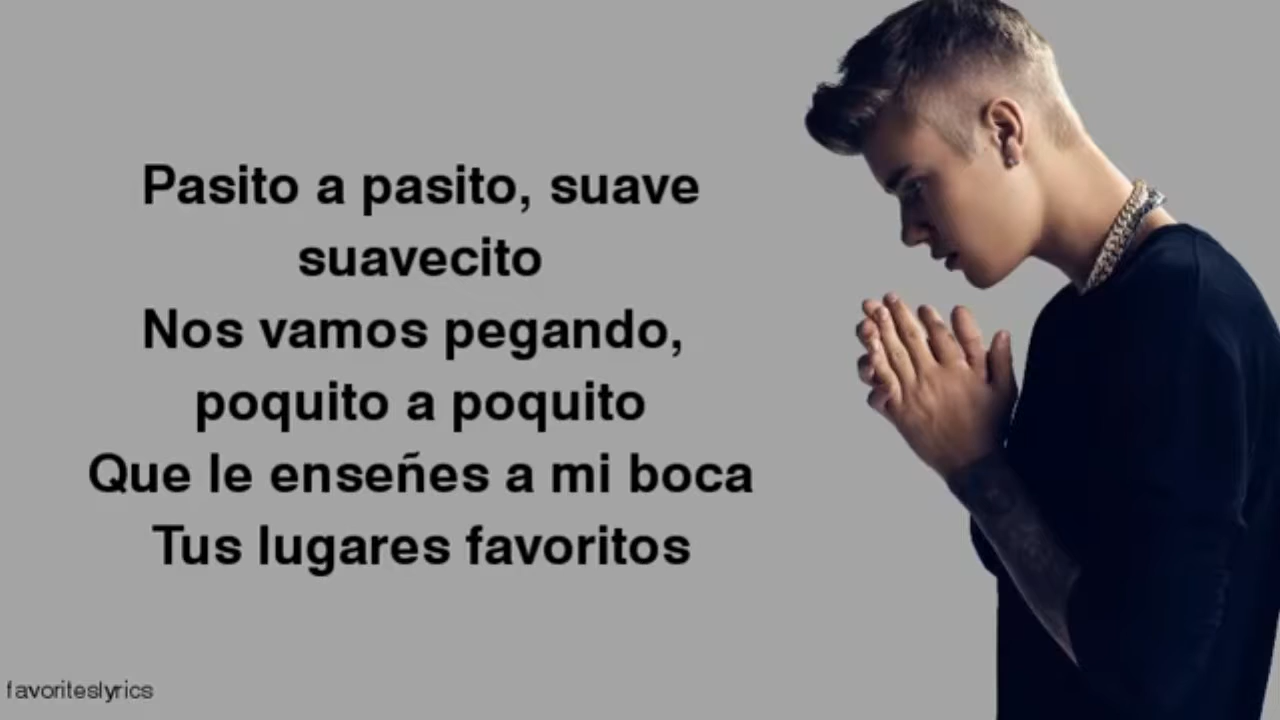 Pasito a pasito, suave
suavecito
Nos vamos pegando,
poquito a poquito
Que le enseñes a mi boca
Tus lugares favoritos
favoriteslyrics